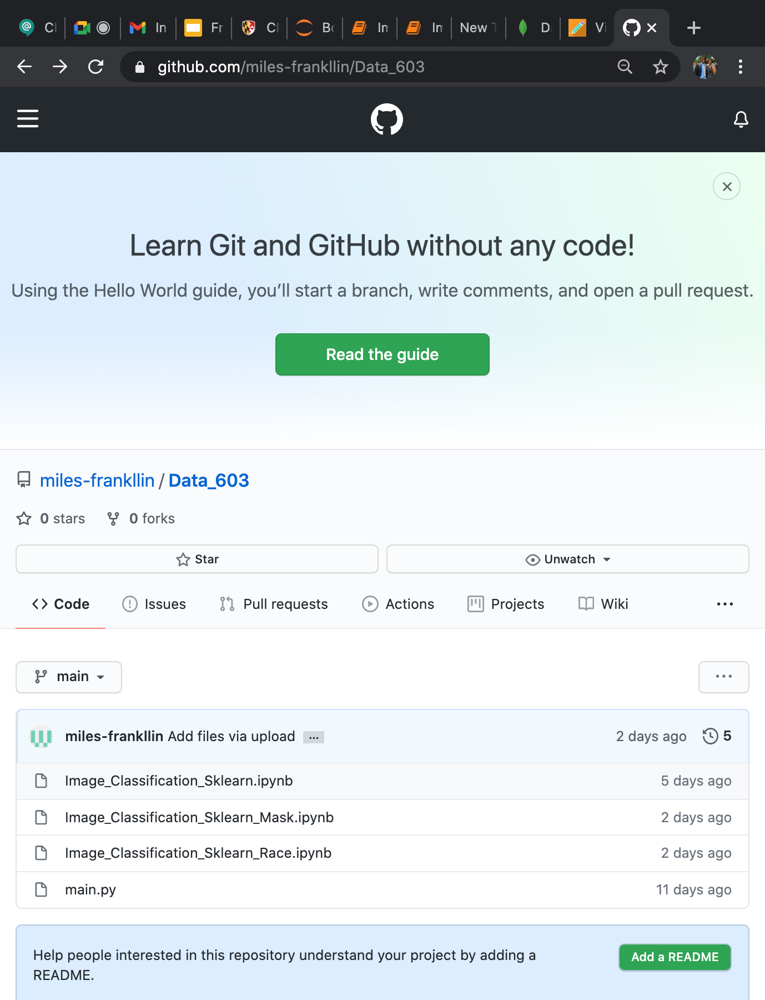 Cl In Fr Cl Bo Im Im New T D Vi
github.com/miles-frankllin/Data_603
Learn Git and GitHub without any code!
Using the Hello World guide, you’ll start a branch, write comments, and open a pull request.
Read the guide
miles-frankllin / Data_603
0 stars 0 forks
Star Unwatch
Code Issues Pull requests Actions Projects Wiki ...
main ...
miles-frankllin Add files via upload ... 2 days ago 5
Image_Classification_Sklearn.ipynb 5 days ago
Image_Classification_Sklearn_Mask.ipynb 2 days ago
Image_Classification_Sklearn_Race.ipynb 2 days ago
main.py 11 days ago
Help people interested in this repository understand your project by adding a
README.
Add a README